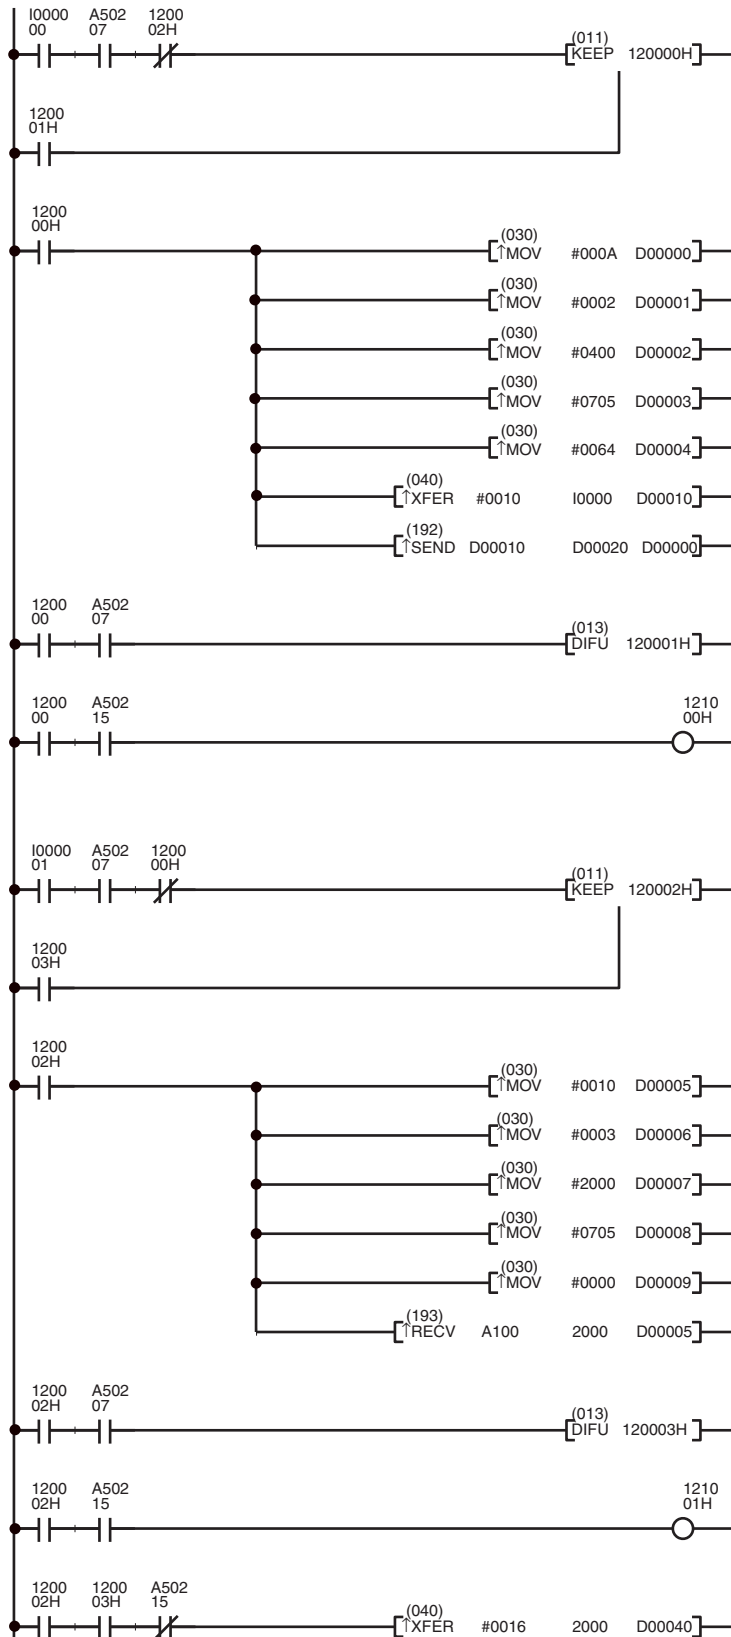 I0000 A502 1200
00 07 02H
(011)
KEEP 120000H
1200
01H
1200
00H
(030)
↑MOV #000A D00000
(030)
↑MOV #0002 D00001
(030)
↑MOV #0400 D00002
(030)
↑MOV #0705 D00003
(030)
↑MOV #0064 D00004
(040)
↑XFER #0010 I0000 D00010
(192)
↑SEND D00010 D00020 D00000
1200 A502
00 07
(013)
DIFU 120001H
1200 A502
00 15
1210
00H
I0000 A502 1200
01 07 00H
(011)
KEEP 120002H
1200
03H
1200
02H
(030)
↑MOV #0010 D00005
(030)
↑MOV #0003 D00006
(030)
↑MOV #2000 D00007
(030)
↑MOV #0705 D00008
(030)
↑MOV #0000 D00009
(193)
↑RECV A100 2000 D00005
1200 A502
02H 07
(013)
DIFU 120003H
1200 A502
02H 15
1210
01H
1200 1200 A502
02H 03H 15
(040)
↑XFER #0016 2000 D00040